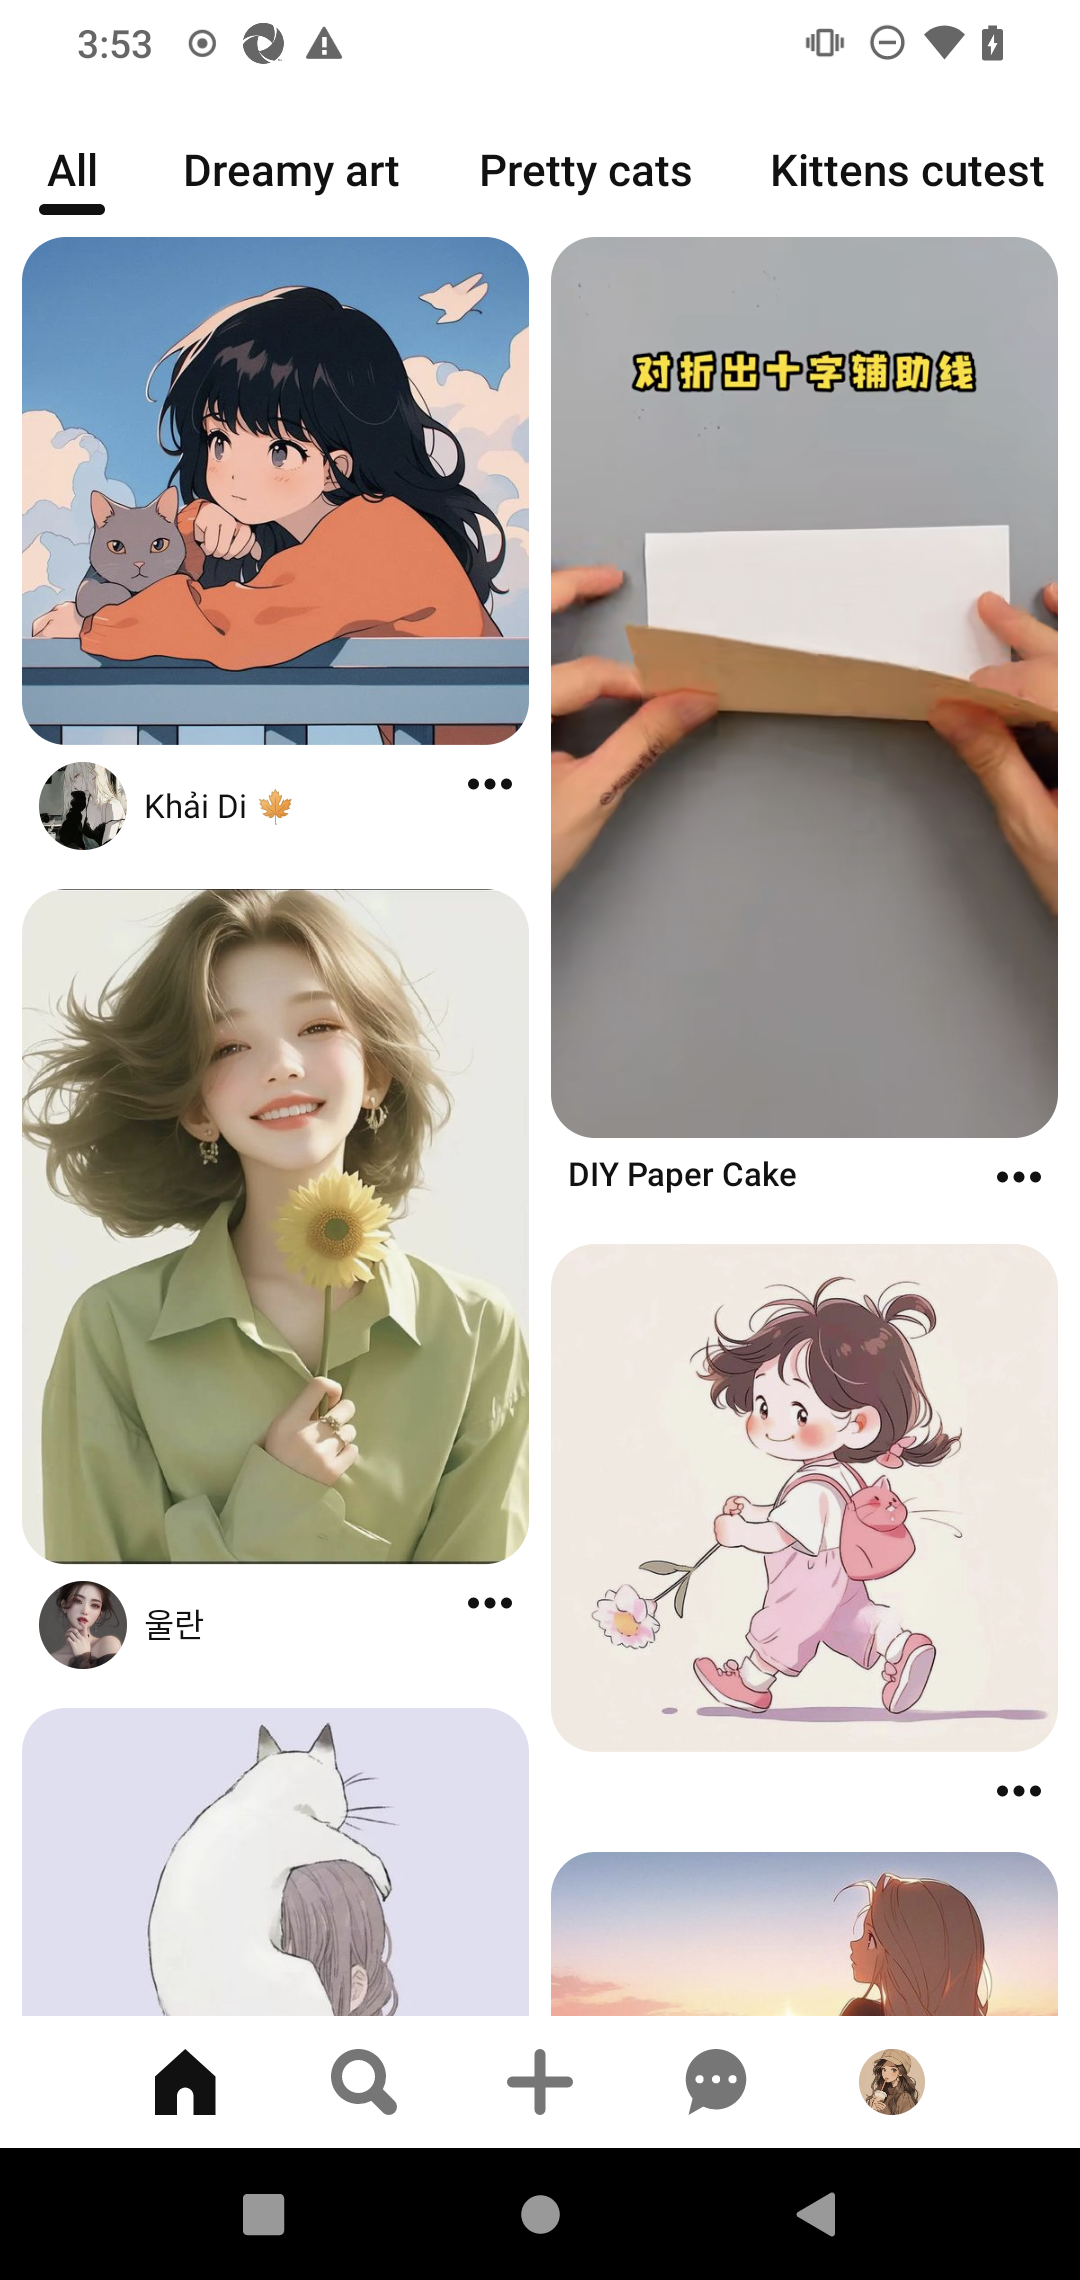 3:53
All
Dreamy art
Pretty cats
Kittens cutest
对折出十字辅助线
Khải Di 🍁
DIY Paper Cake
울란